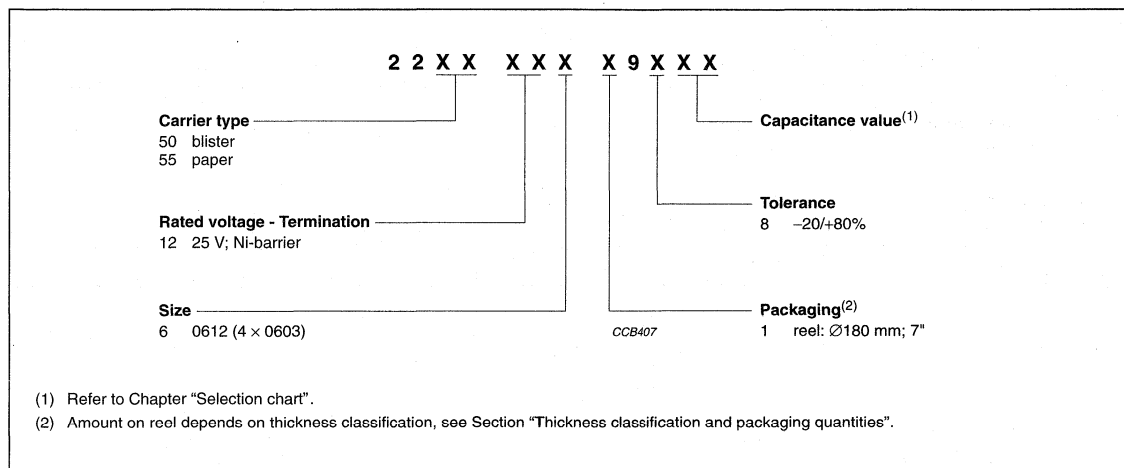 2 2 X X X X X X 9 X X X
Carrier type
50 blister
55 paper
Capacitance value(1)
Rated voltage - Termination
12 25 V; Ni-barrier
Tolerance
8 −20/+80%
Size
6 0612 (4 × 0603)
CCB407
Packaging(2)
1 reel: ∅180 mm; 7"
(1) Refer to Chapter “Selection chart”.
(2) Amount on reel depends on thickness classification, see Section “Thickness classification and packaging quantities”.